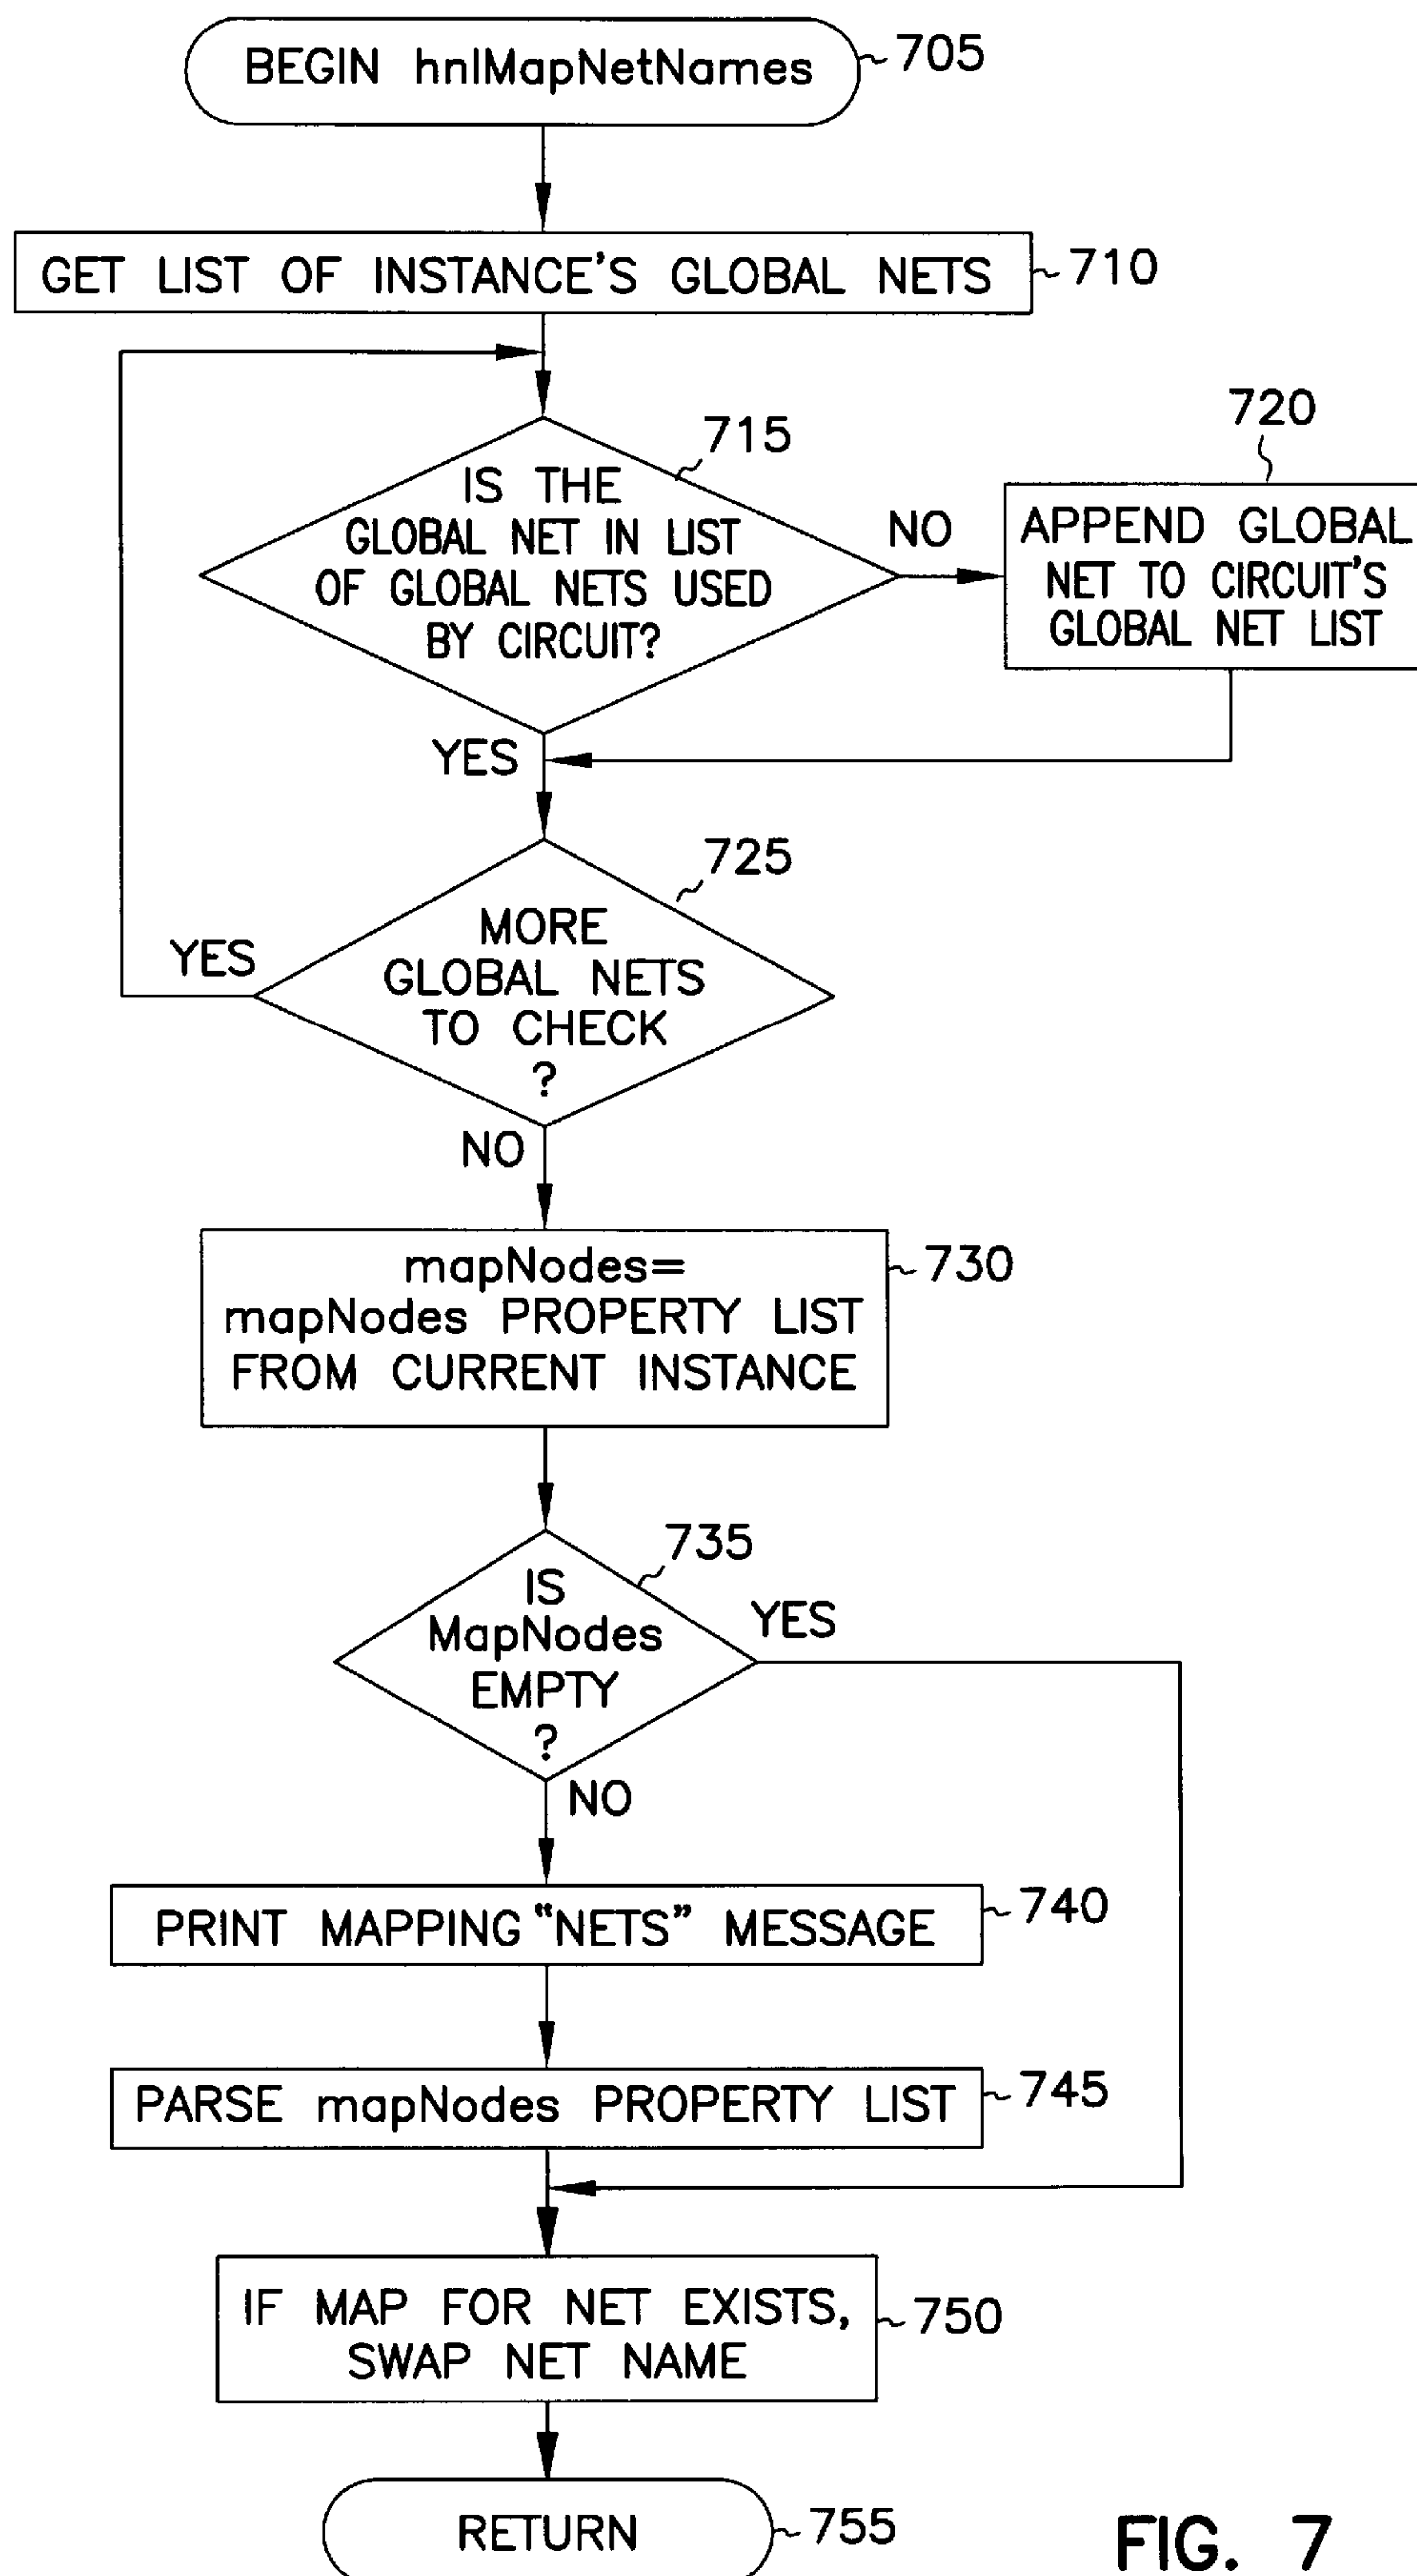 BEGIN hnlMapNetNames
705
GET LIST OF INSTANCE'S GLOBAL NETS
710
715
IS THE
GLOBAL NET IN LIST
OF GLOBAL NETS USED
BY CIRCUIT?
NO
720
APPEND GLOBAL
NET TO CIRCUIT'S
GLOBAL NET LIST
YES
725
MORE
GLOBAL NETS
TO CHECK
?
YES
NO
mapNodes=
mapNodes PROPERTY LIST
FROM CURRENT INSTANCE
730
735
IS
MapNodes
EMPTY
?
YES
NO
PRINT MAPPING “NETS” MESSAGE
740
PARSE mapNodes PROPERTY LIST
745
IF MAP FOR NET EXISTS,
SWAP NET NAME
750
RETURN
755
FIG. 7